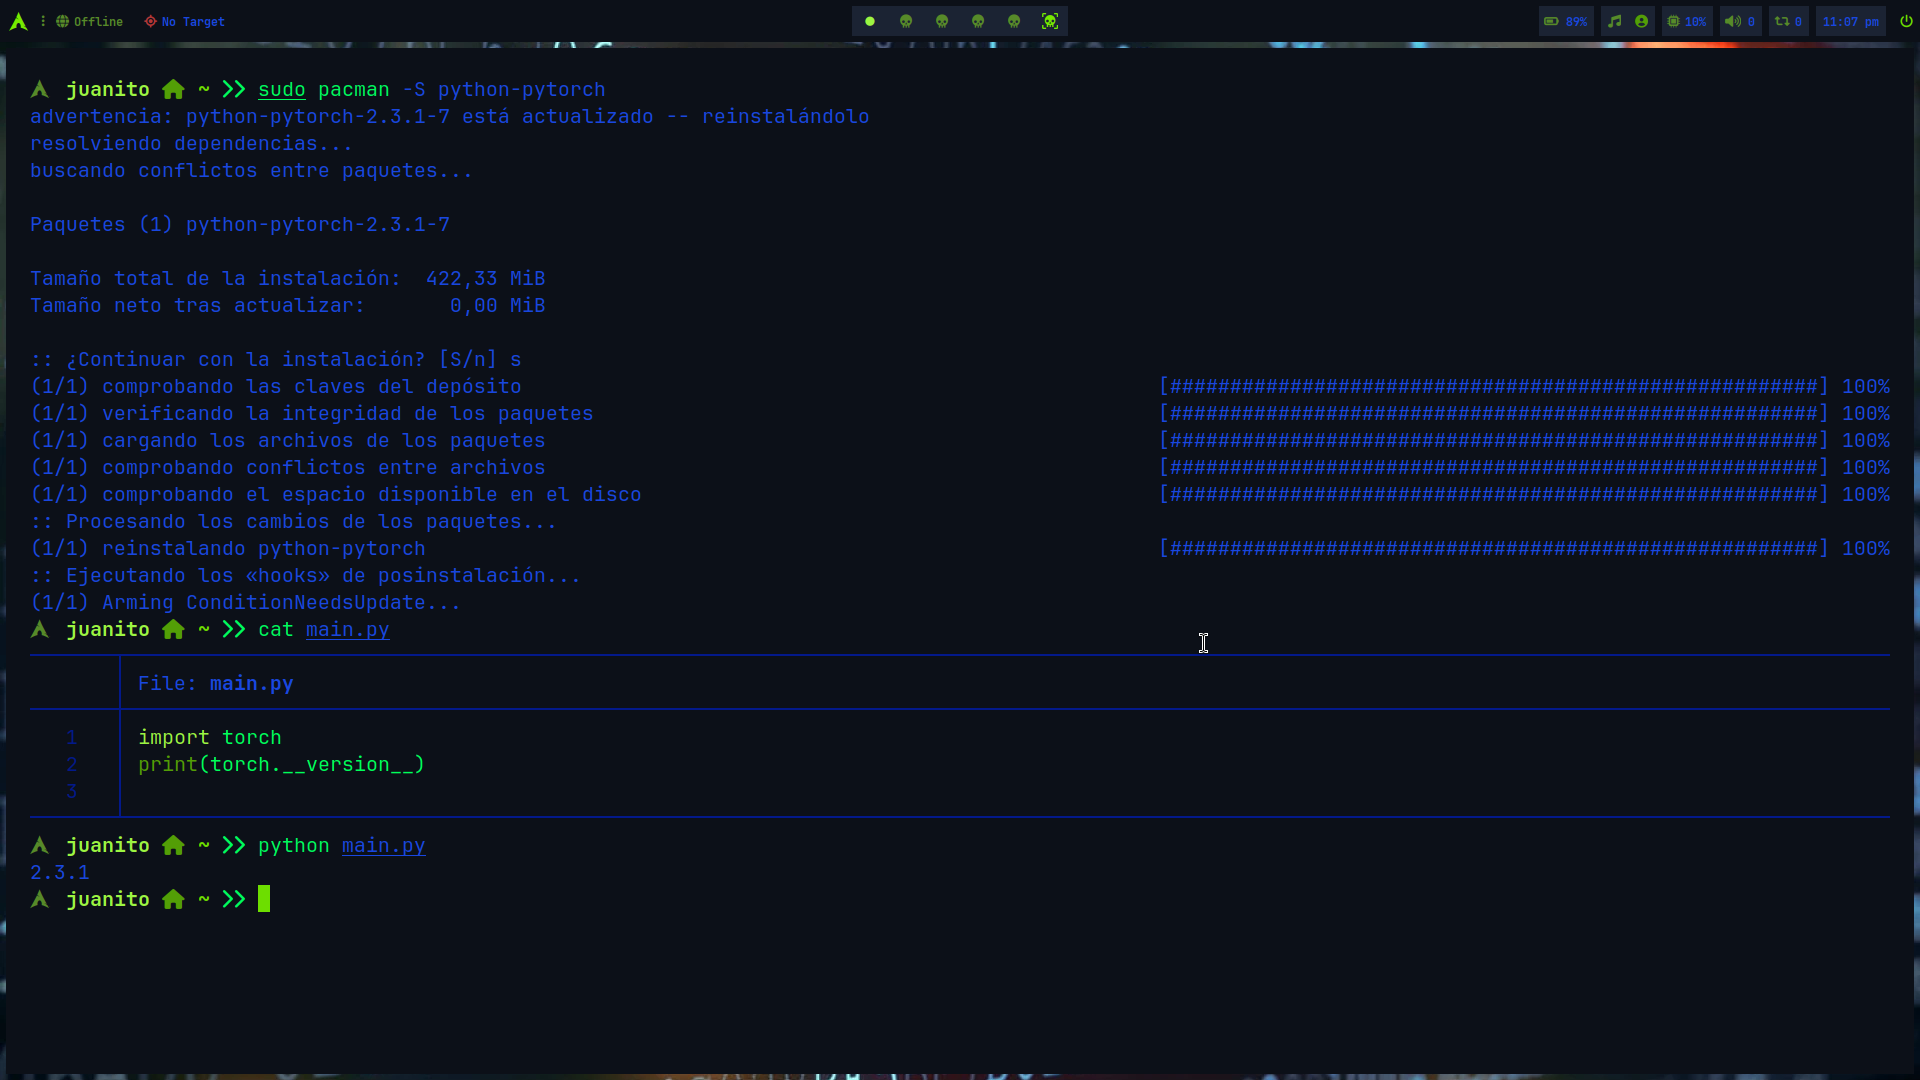 Offline No Target 89% 10% 0 0 11:07 pm
juanito ~ >> sudo pacman -S python-pytorch
advertencia: python-pytorch-2.3.1-7 está actualizado -- reinstalándolo
resolviendo dependencias...
buscando conflictos entre paquetes...
Paquetes (1) python-pytorch-2.3.1-7
Tamaño total de la instalación: 422,33 MiB
Tamaño neto tras actualizar: 0,00 MiB
:: ¿Continuar con la instalación? [S/n] s
(1/1) comprobando las claves del depósito [######################################################] 100%
(1/1) verificando la integridad de los paquetes [######################################################] 100%
(1/1) cargando los archivos de los paquetes [######################################################] 100%
(1/1) comprobando conflictos entre archivos [######################################################] 100%
(1/1) comprobando el espacio disponible en el disco [######################################################] 100%
:: Procesando los cambios de los paquetes...
(1/1) reinstalando python-pytorch [######################################################] 100%
:: Ejecutando los «hooks» de posinstalación...
(1/1) Arming ConditionNeedsUpdate...
juanito ~ >> cat main.py
File: main.py
1 import torch
2 print(torch.__version__)
3
juanito ~ >> python main.py
2.3.1
juanito ~ >>